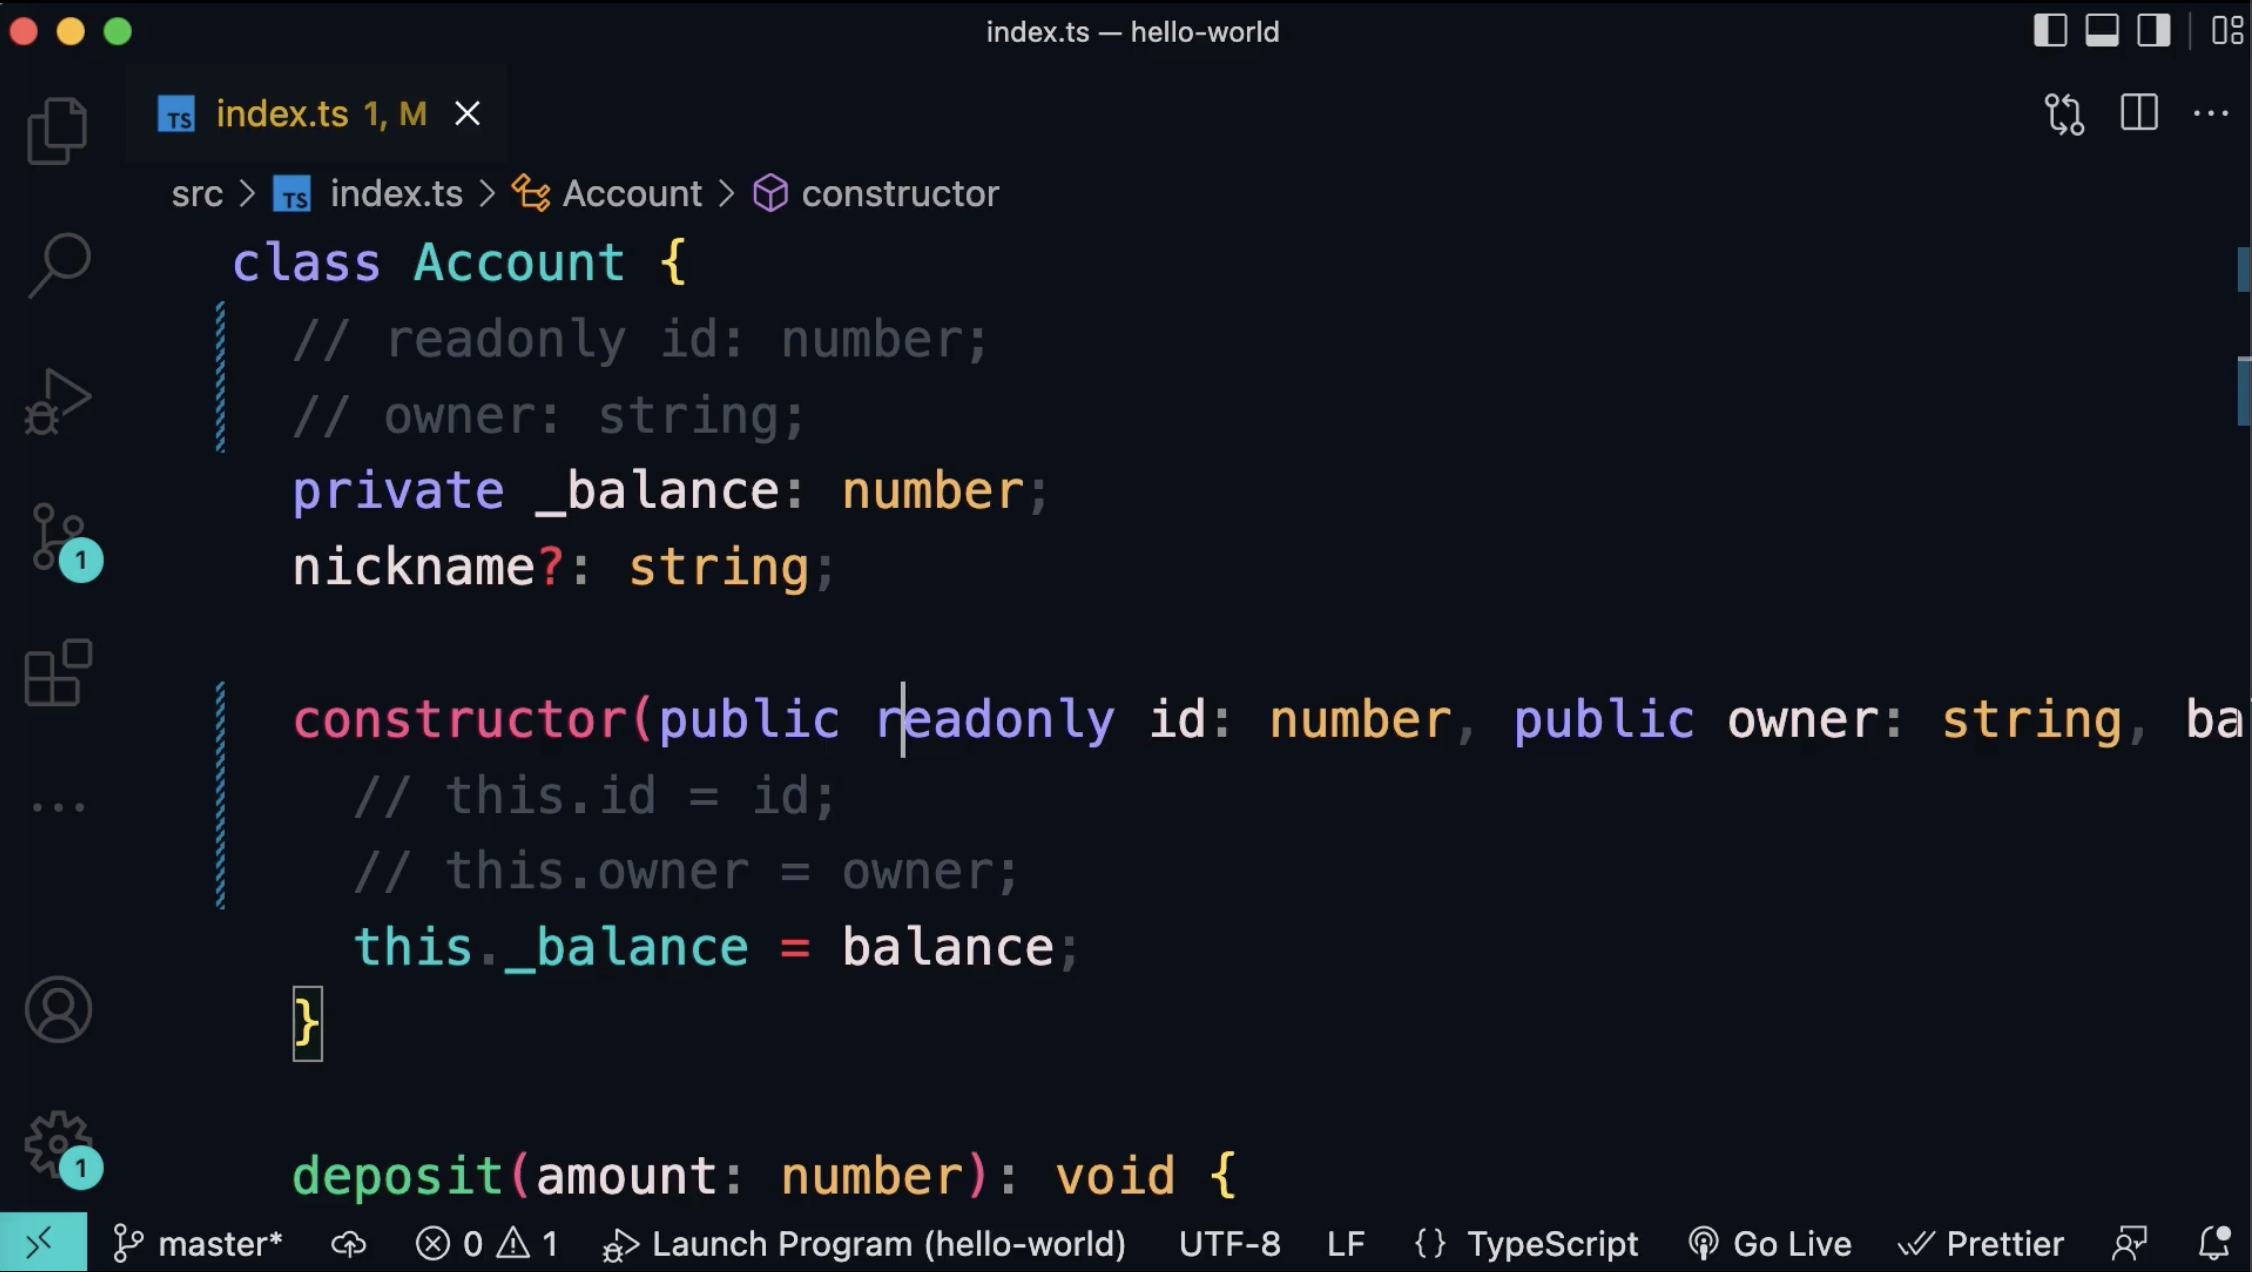 index.ts — hello-world
TS index.ts 1, M
src > TS index.ts > Account > constructor
class Account {
// readonly id: number;
// owner: string;
private _balance: number;
nickname?: string;
constructor(public readonly id: number, public owner: string, ba
// this.id = id;
// this.owner = owner;
this._balance = balance;
}
deposit(amount: number): void {
1
1
master* 0 1 Launch Program (hello-world) UTF-8 LF {} TypeScript Go Live Prettier